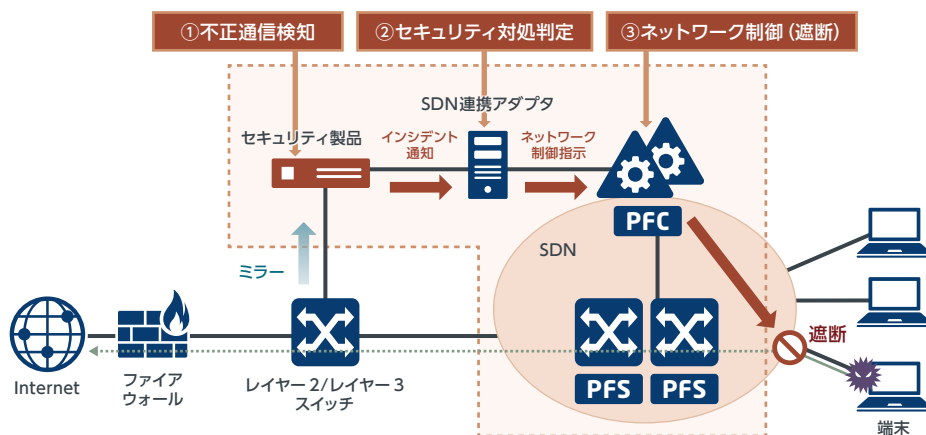 ①不正通信検知
②セキュリティ対処判定
③ネットワーク制御（遮断）
SDN連携アダプタ
セキュリティ製品
インシデント
通知
ネットワーク
制御指示
PFC
SDN
ミラー
遮断
Internet
ファイア
ウォール
レイヤー2/レイヤー3
スイッチ
PFS
PFS
端末